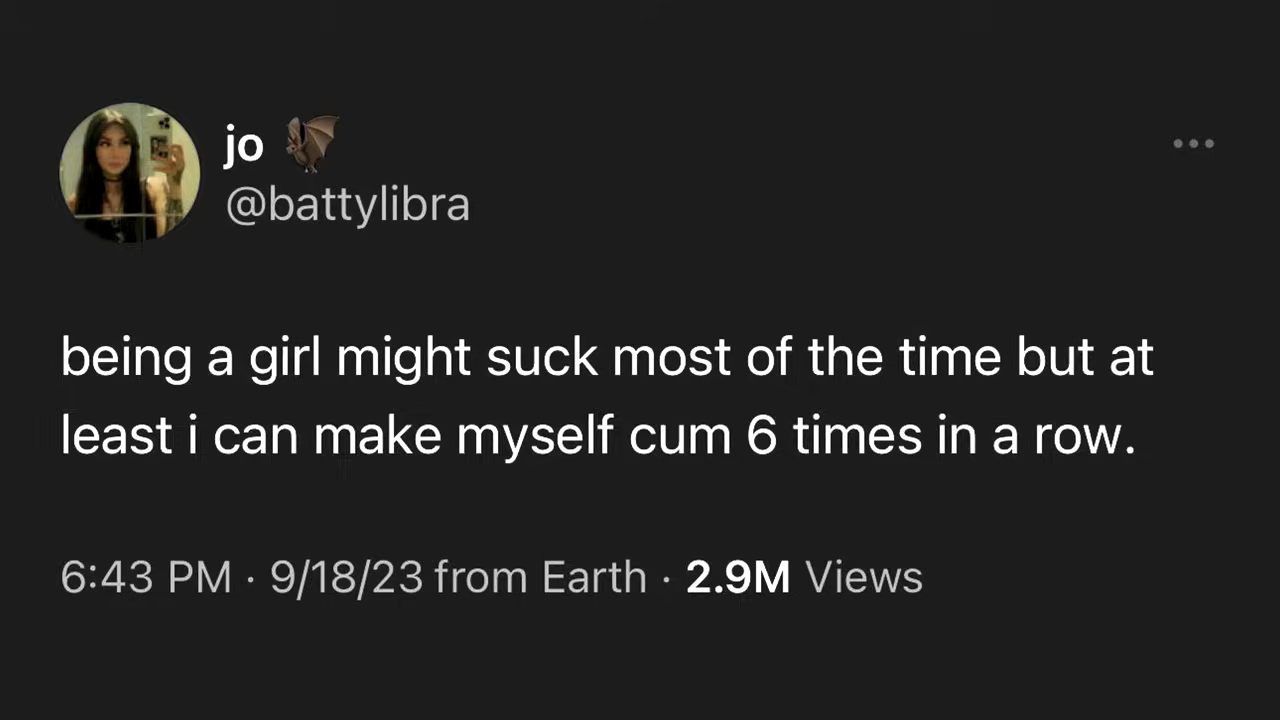 jo 🦇
@battylibra
being a girl might suck most of the time but at
least i can make myself cum 6 times in a row.
6:43 PM · 9/18/23 from Earth · 2.9M Views